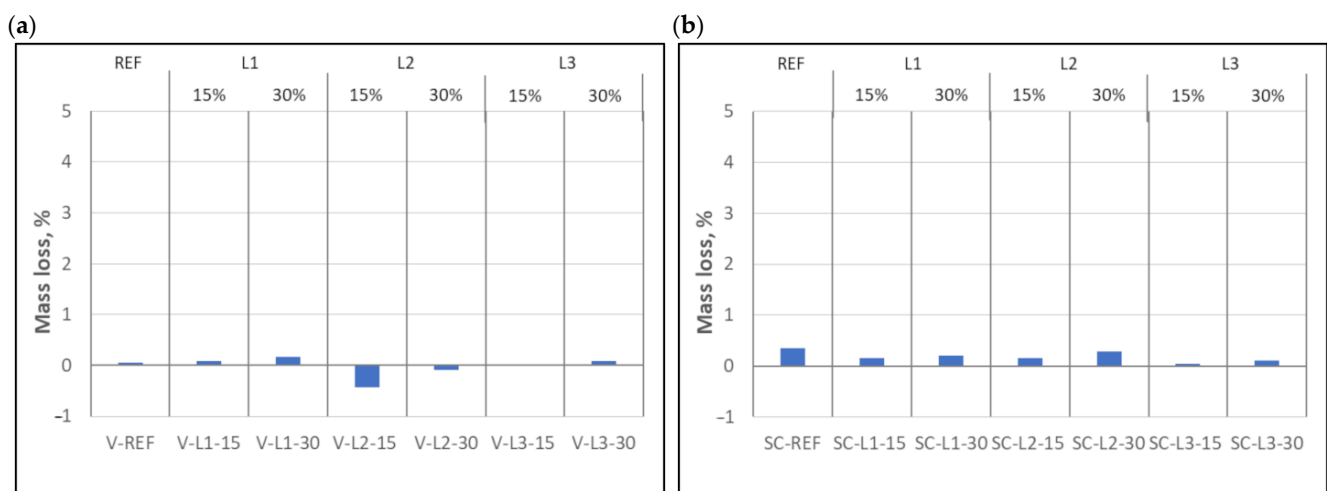 (a)
REF L1 L2 L3
15% 30% 15% 30% 15% 30%
5
4
3
2
1
0
−1
Mass loss, %
V-REF V-L1-15 V-L1-30 V-L2-15 V-L2-30 V-L3-15 V-L3-30
(b)
REF L1 L2 L3
15% 30% 15% 30% 15% 30%
5
4
3
2
1
0
−1
Mass loss, %
SC-REF SC-L1-15 SC-L1-30 SC-L2-15 SC-L2-30 SC-L3-15 SC-L3-30